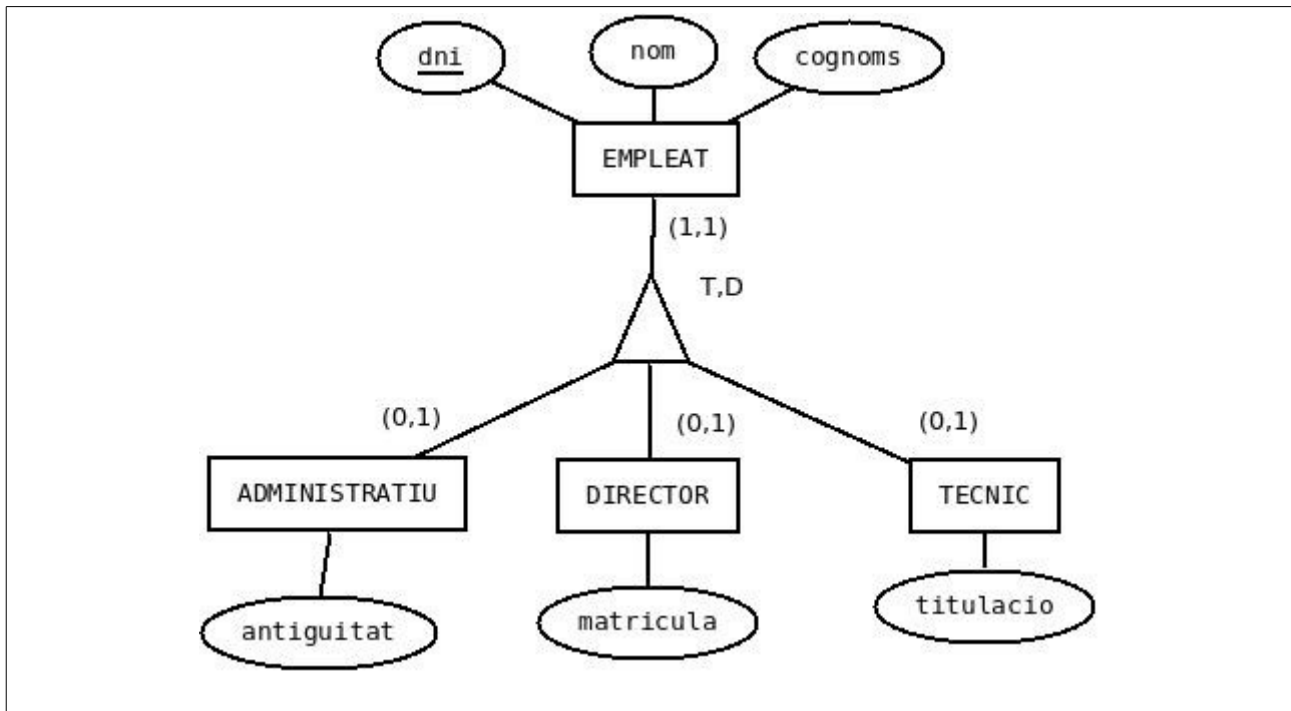 dni
nom
cognoms
EMPLEAT
(1,1)
T,D
(0,1)
(0,1)
(0,1)
ADMINISTRATIU
DIRECTOR
TECNIC
antiguitat
matricula
titulacio